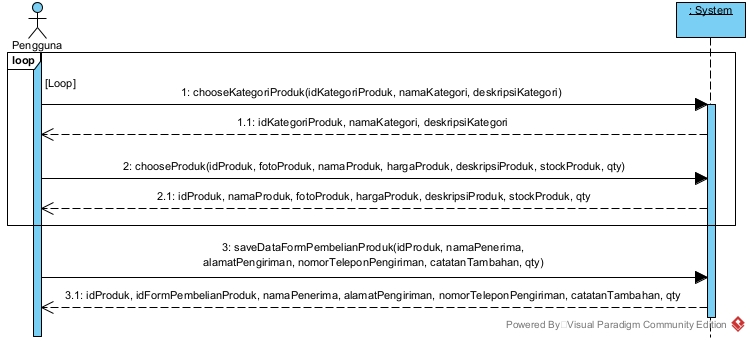 : System
Pengguna
loop
[Loop]
1: chooseKategoriProduk(idKategoriProduk, namaKategori, deskripsiKategori)
1.1: idKategoriProduk, namaKategori, deskripsiKategori
2: chooseProduk(idProduk, fotoProduk, namaProduk, hargaProduk, deskripsiProduk, stockProduk, qty)
2.1: idProduk, namaProduk, fotoProduk, hargaProduk, deskripsiProduk, stockProduk, qty
3: saveDataFormPembelianProduk(idProduk, namaPenerima,
alamatPengiriman, nomorTeleponPengiriman, catatanTambahan, qty)
3.1: idProduk, idFormPembelianProduk, namaPenerima, alamatPengiriman, nomorTeleponPengiriman, catatanTambahan, qty
Powered By Visual Paradigm Community Edition